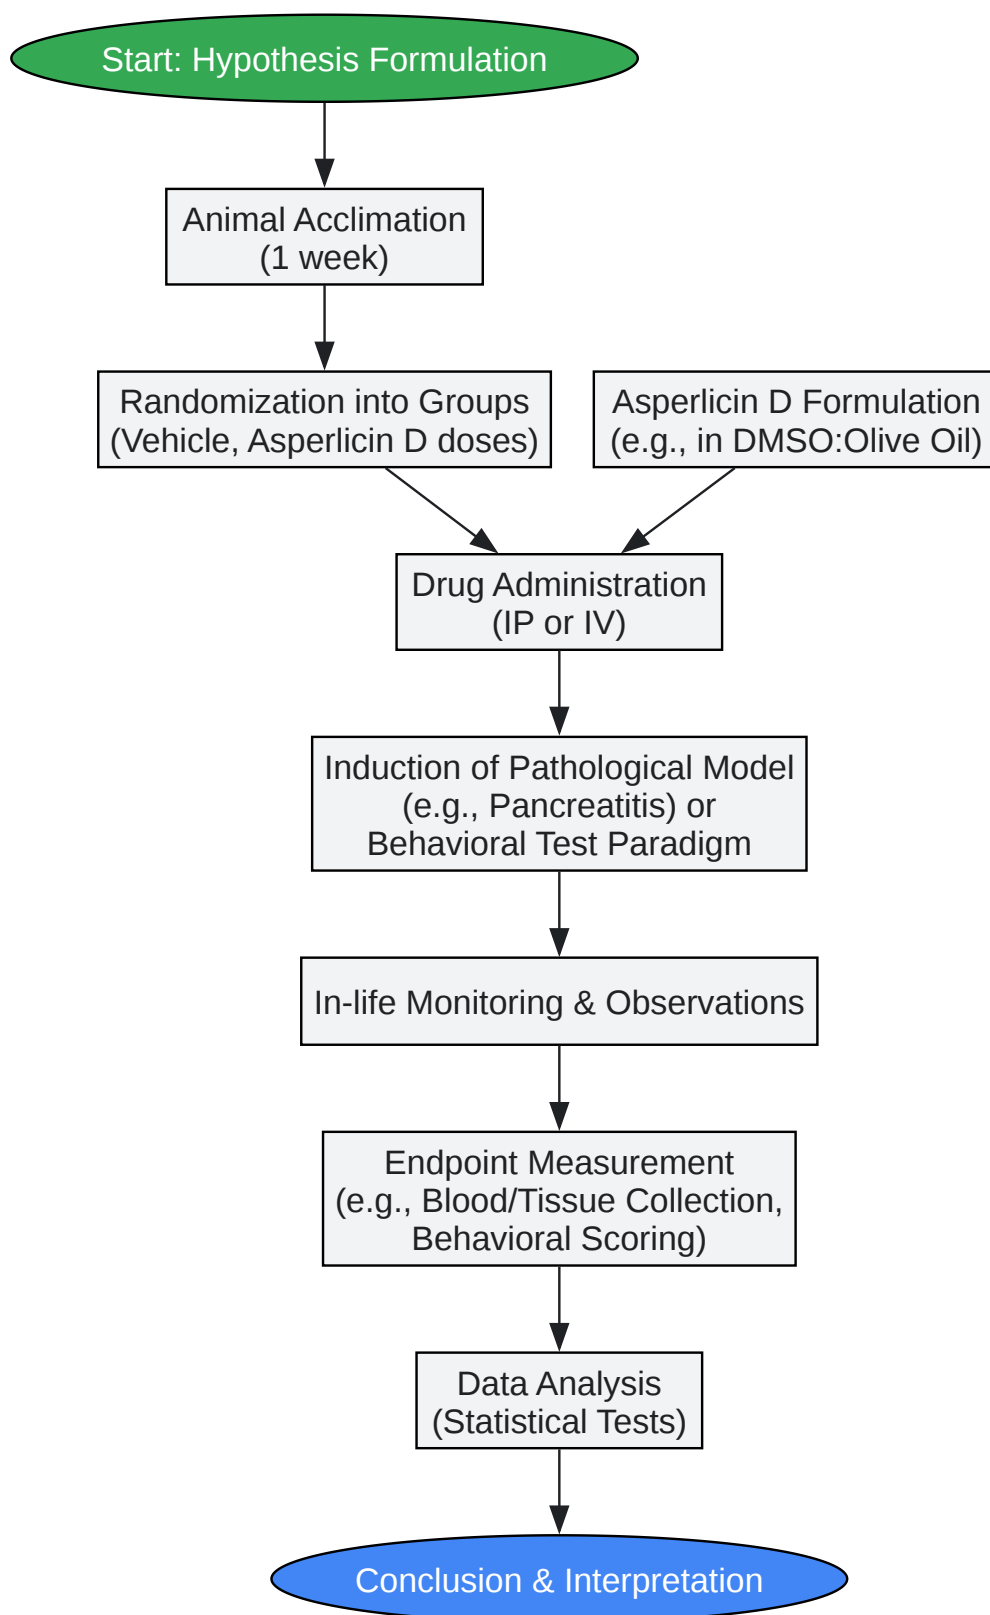 Start: Hypothesis Formulation
Animal Acclimation
(1 week)
Randomization into Groups
(Vehicle, Asperlicin D doses)
Asperlicin D Formulation
(e.g., in DMSO:Olive Oil)
Drug Administration
(IP or IV)
Induction of Pathological Model
(e.g., Pancreatitis) or
Behavioral Test Paradigm
In-life Monitoring & Observations
Endpoint Measurement
(e.g., Blood/Tissue Collection,
Behavioral Scoring)
Data Analysis
(Statistical Tests)
Conclusion & Interpretation